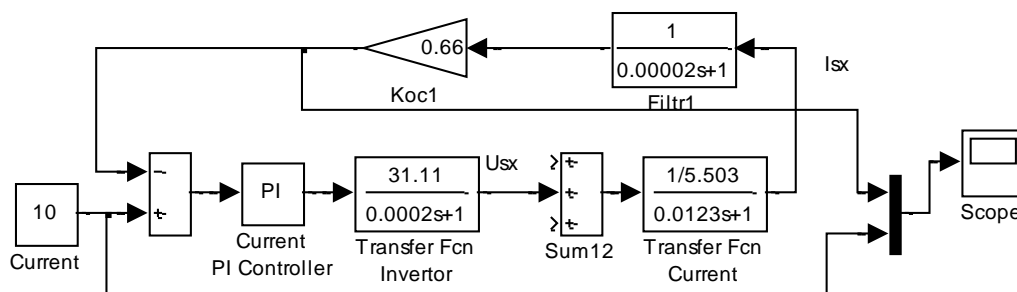 1
0.00002s+1
0.66
Isx
Koc1
Filtr1
Usx
10
PI
31.11
0.0002s+1
1/5.503
0.0123s+1
Current
Current
PI Controller
Transfer Fcn
Invertor
Sum12
Transfer Fcn
Current
Scope